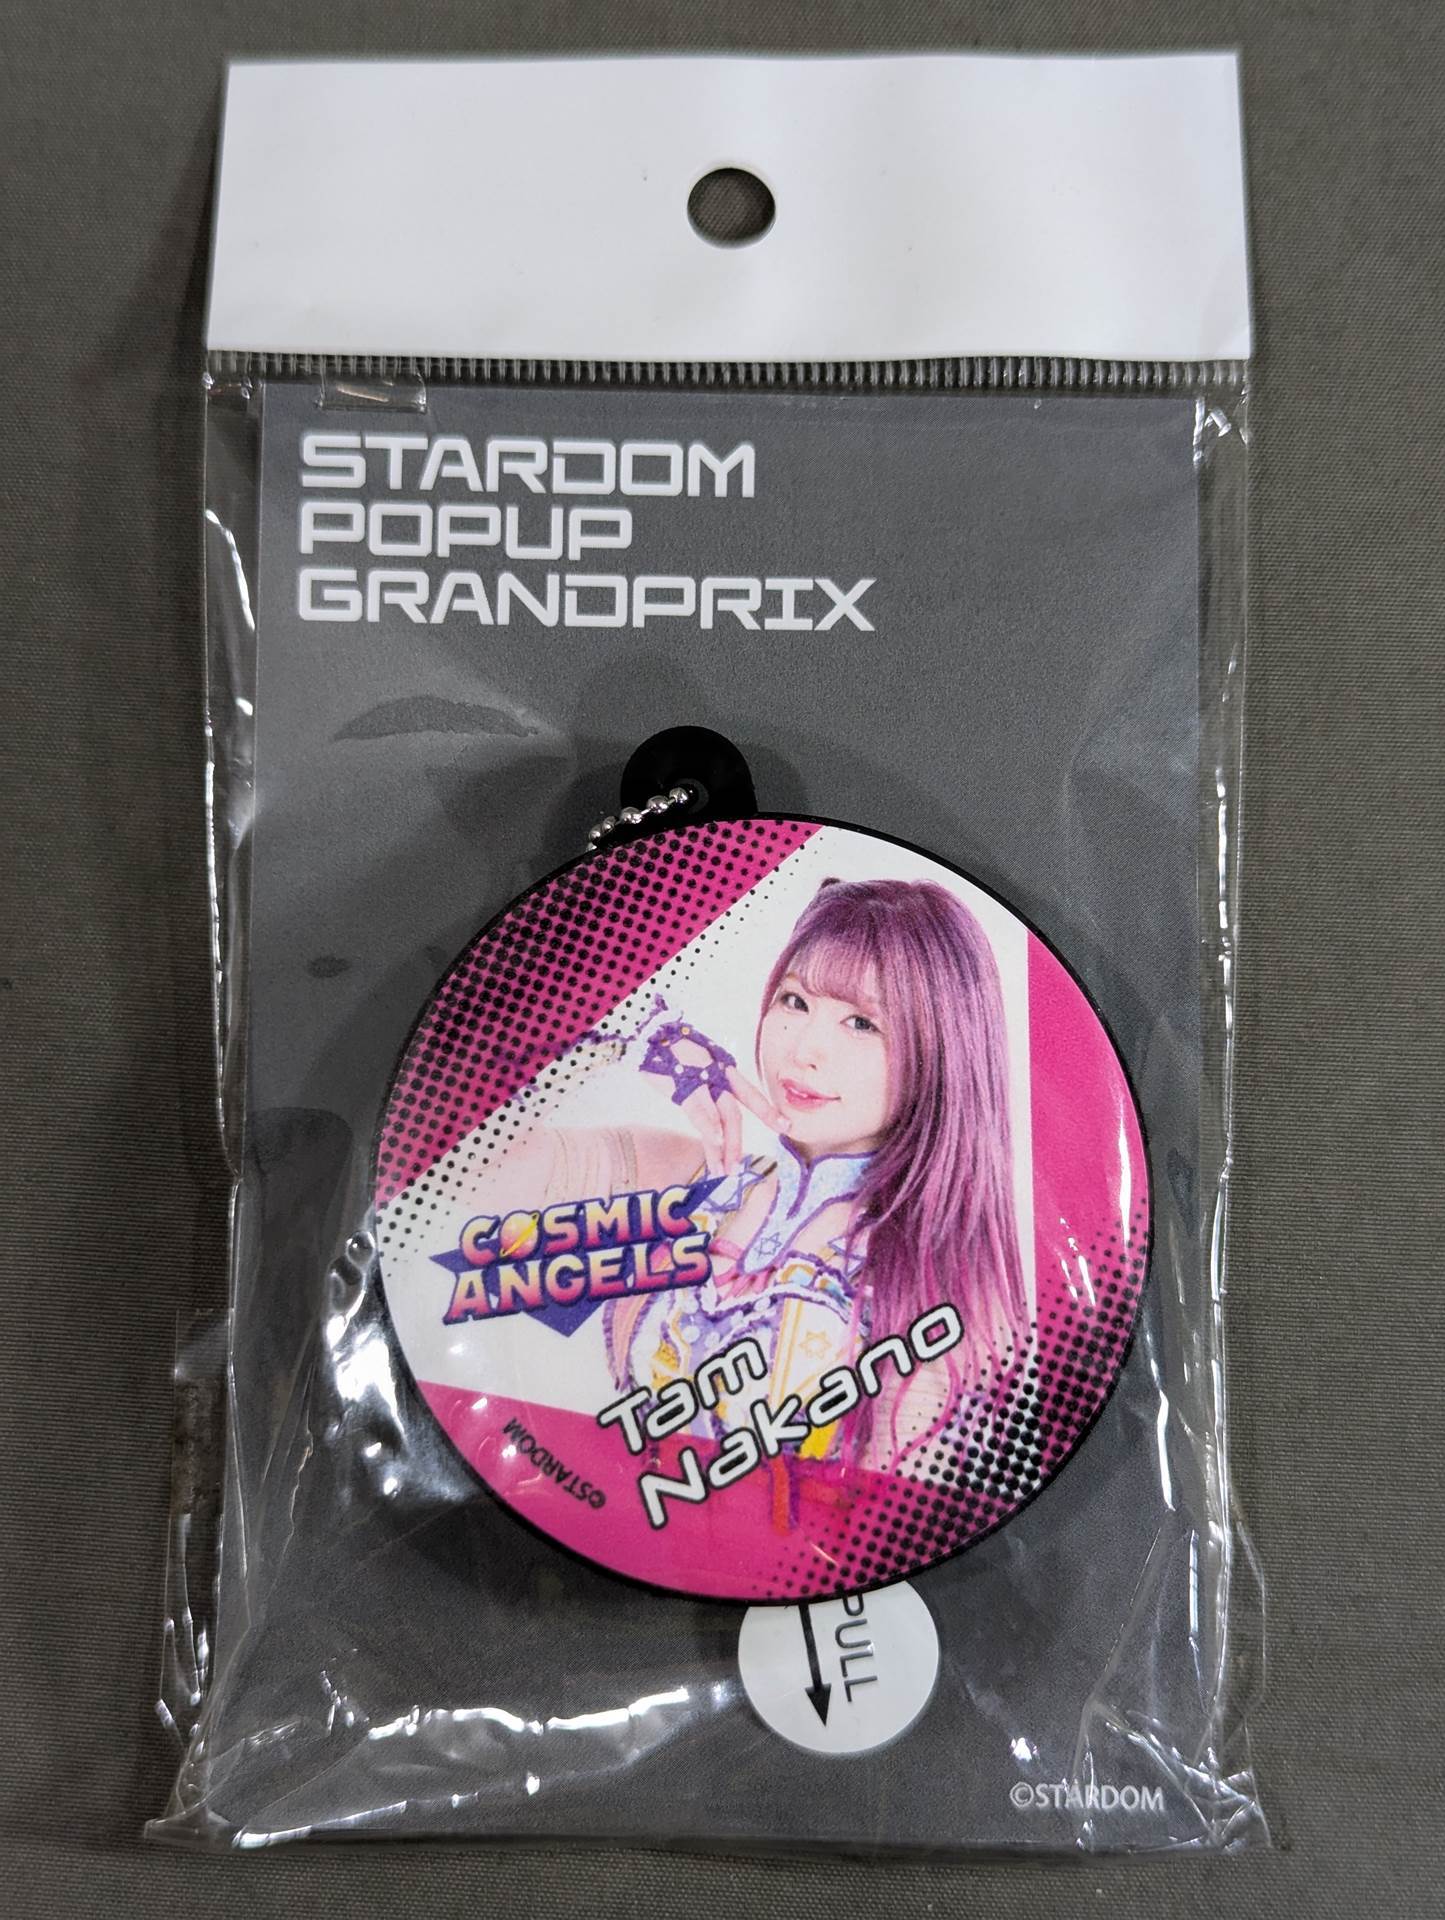 STARDOM
POPUP
GRANDPRIX
COSMIC
ANGELS
Tam
Nakano
©STARDOM
PULL
©STARDOM